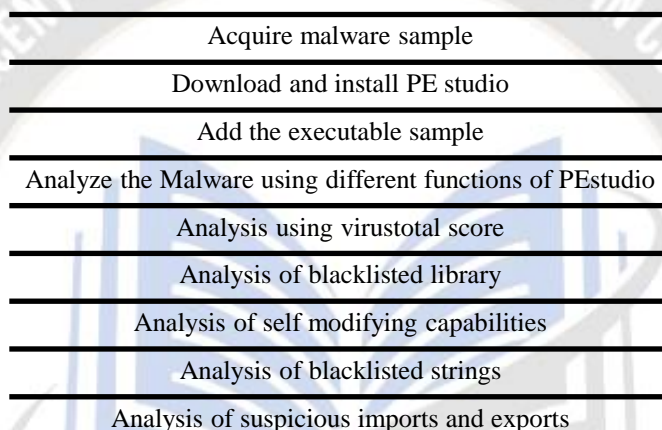 Acquire malware sample
Download and install PE studio
Add the executable sample
Analyze the Malware using different functions of PEstudio
Analysis using virustotal score
Analysis of blacklisted library
Analysis of self modifying capabilities
Analysis of blacklisted strings
Analysis of suspicious imports and exports